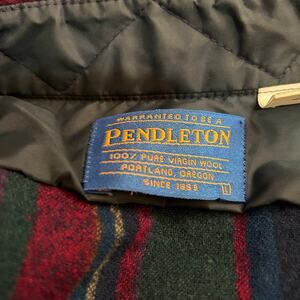 WARRANTED TO BE A
PENDLETON
100% PURE VIRGIN WOOL
PORTLAND, OREGON
SINCE 1863
L